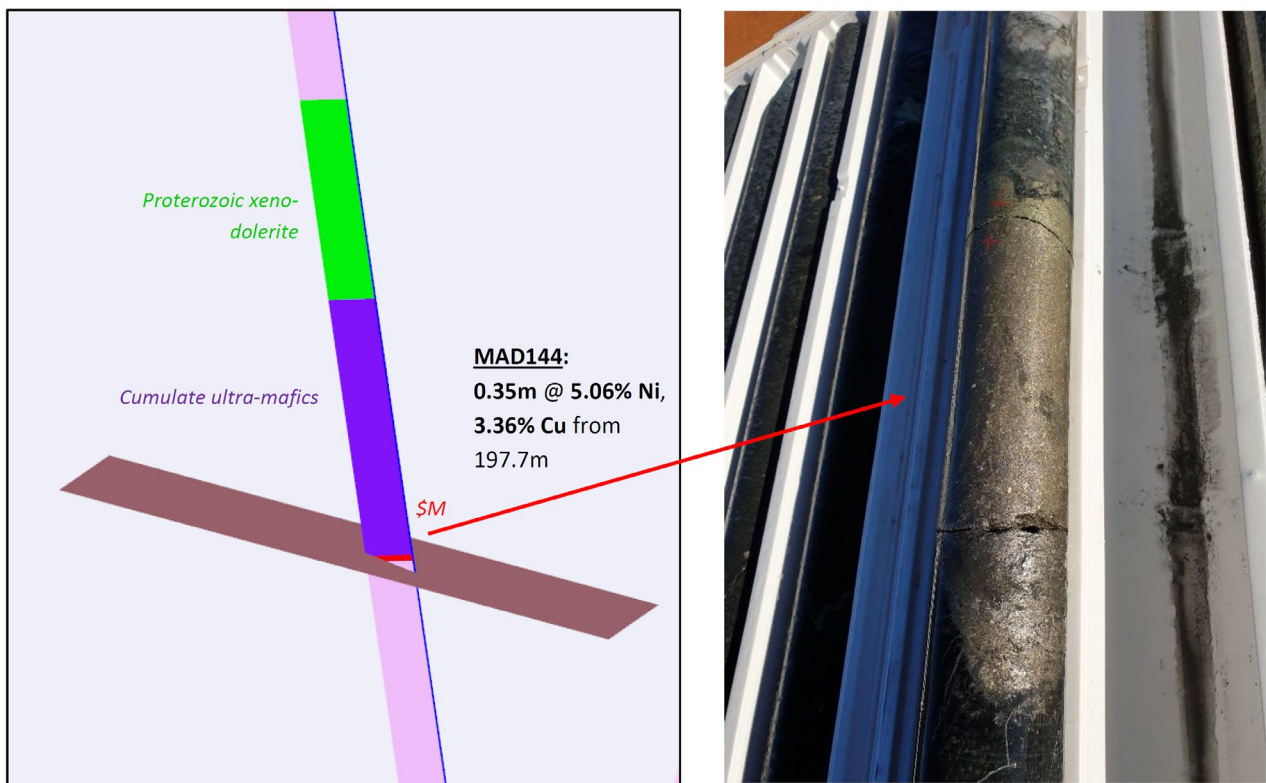 Proterozoic xeno-
dolerite
Cumulate ultra-mafics
MAD144:
0.35m @ 5.06% Ni,
3.36% Cu from
197.7m
$M